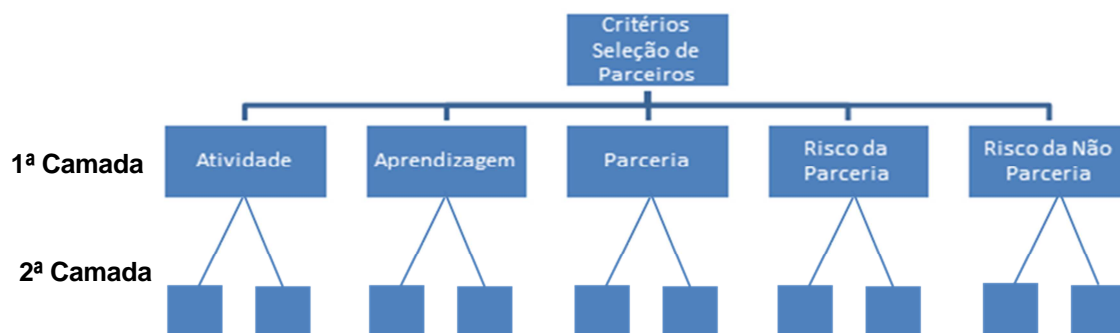 Critérios
Seleção de
Parceiros
1ª Camada
Atividade
Aprendizagem
Parceria
Risco da
Parceria
Risco da Não
Parceria
2ª Camada